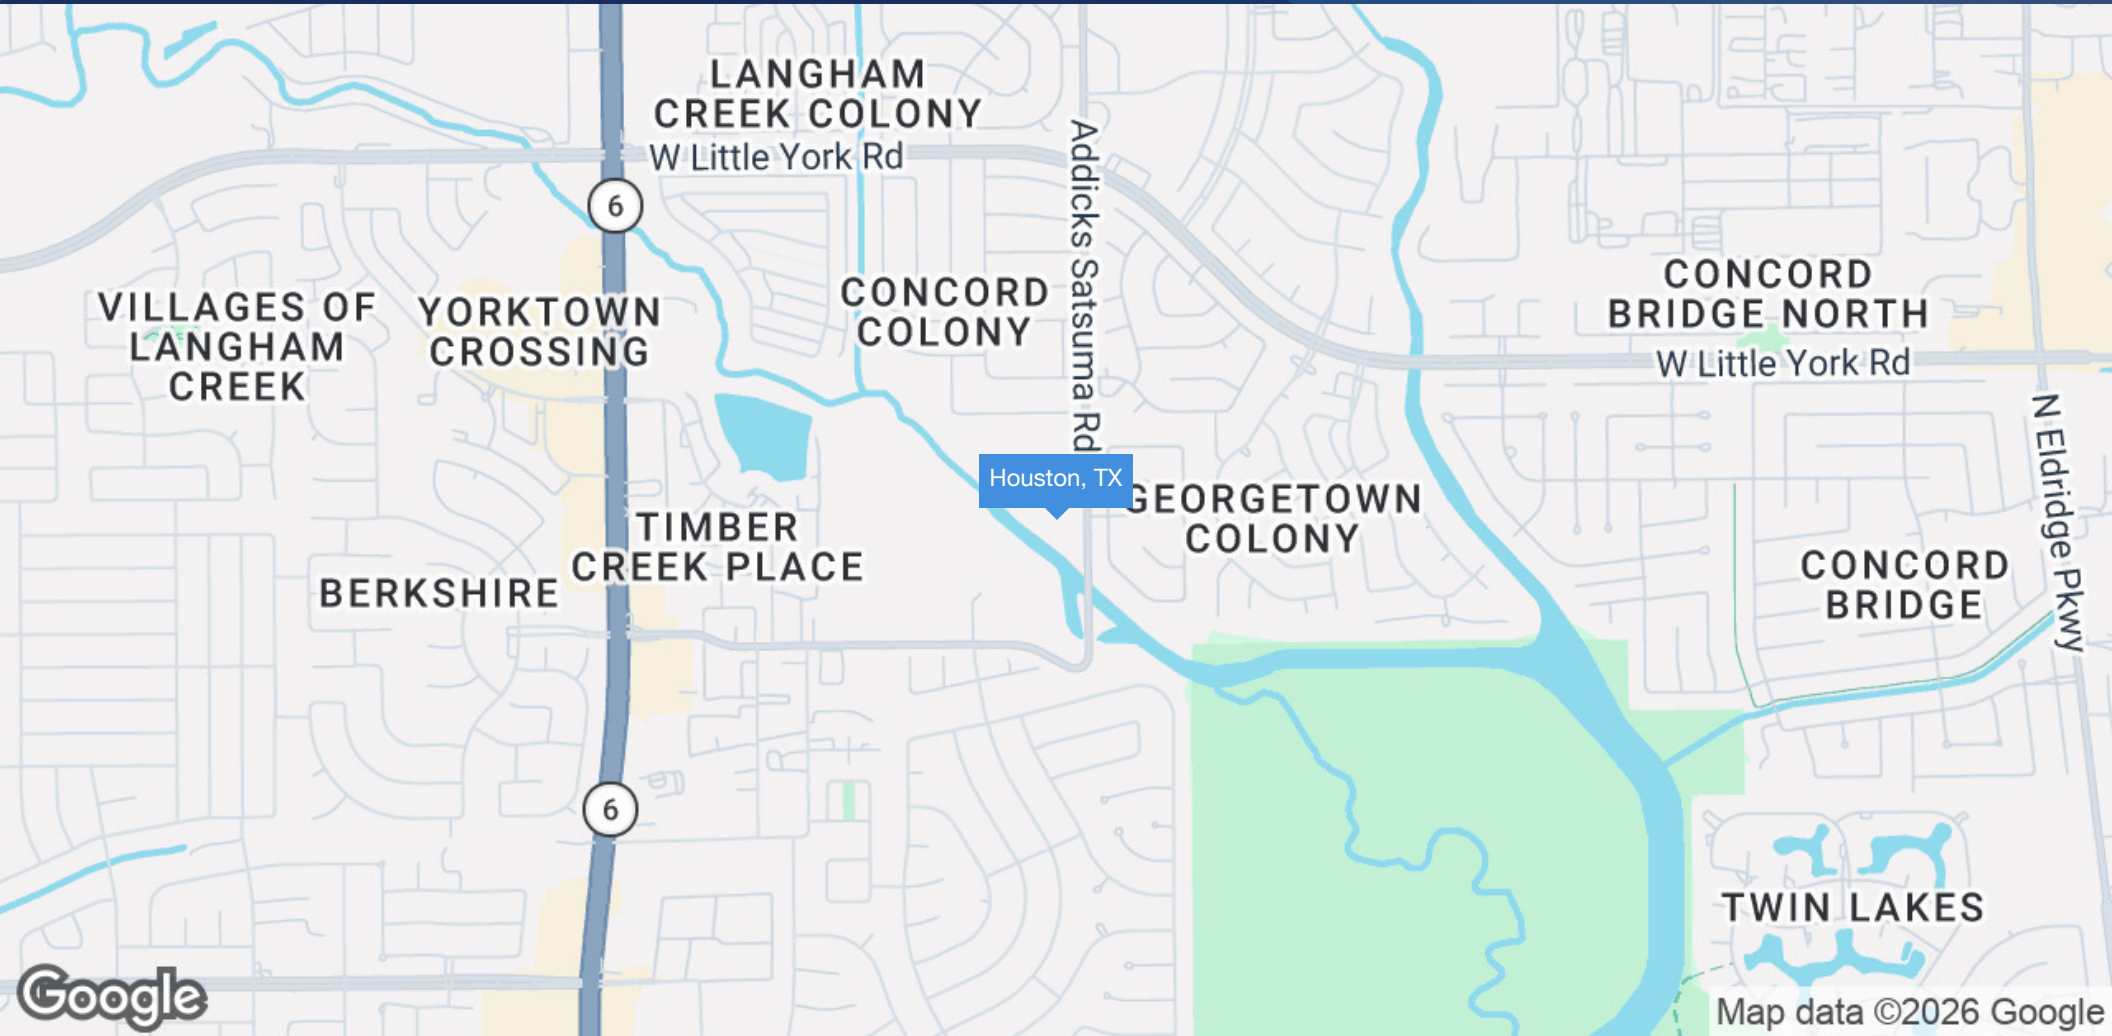 LANGHAM
CREEK COLONY
W Little York Rd
Addicks Satsuma Rd
6
VILLAGES OF
LANGHAM
CREEK
YORKTOWN
CROSSING
CONCORD
COLONY
CONCORD
BRIDGE NORTH
W Little York Rd
N Eldridge Pkwy
Houston, TX
GEORGETOWN
COLONY
TIMBER
CREEK PLACE
BERKSHIRE
CONCORD
BRIDGE
6
TWIN LAKES
Google
Map data ©2026 Google